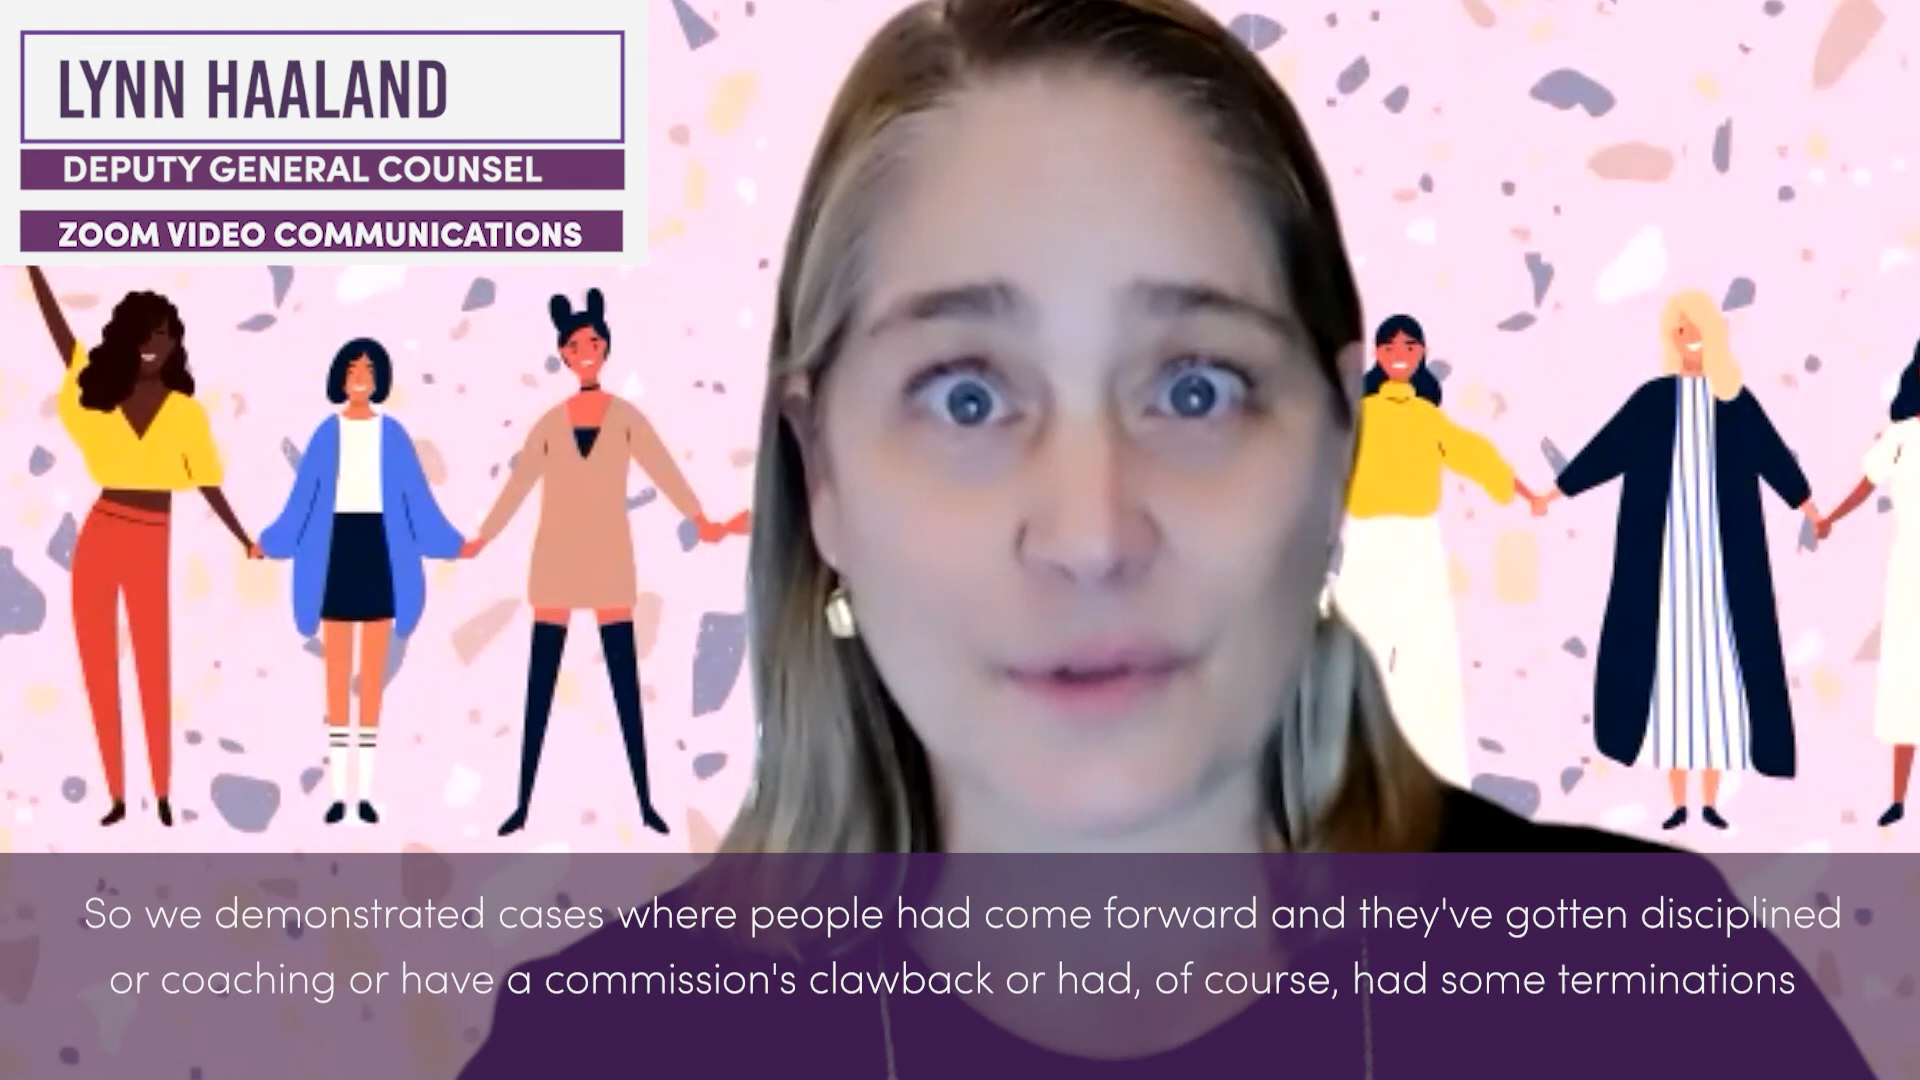 LYNN HAALAND
DEPUTY GENERAL COUNSEL
ZOOM VIDEO COMMUNICATIONS
So we demonstrated cases where people had come forward and they've gotten disciplined
or coaching or have a commission's clawback or had, of course, had some terminations